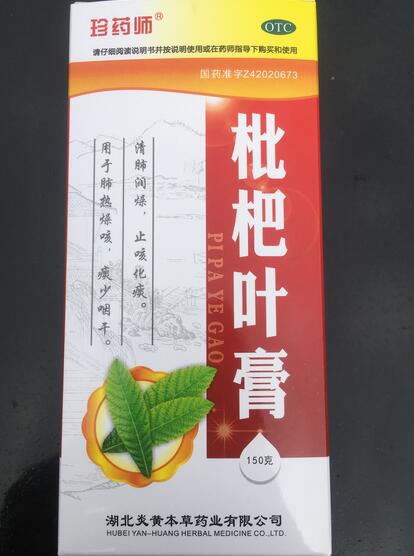 珍药师®
OTC
请仔细阅读说明书并按说明使用或在药师指导下购买和使用
国药准字Z42020673
枇杷叶膏
PIPA YE GAO
清肺润燥，止咳化痰。
用于肺热燥咳，痰少咽干。
150克
湖北炎黄本草药业有限公司
HUBEI YAN-HUANG HERBAL MEDICINE CO.,LTD.